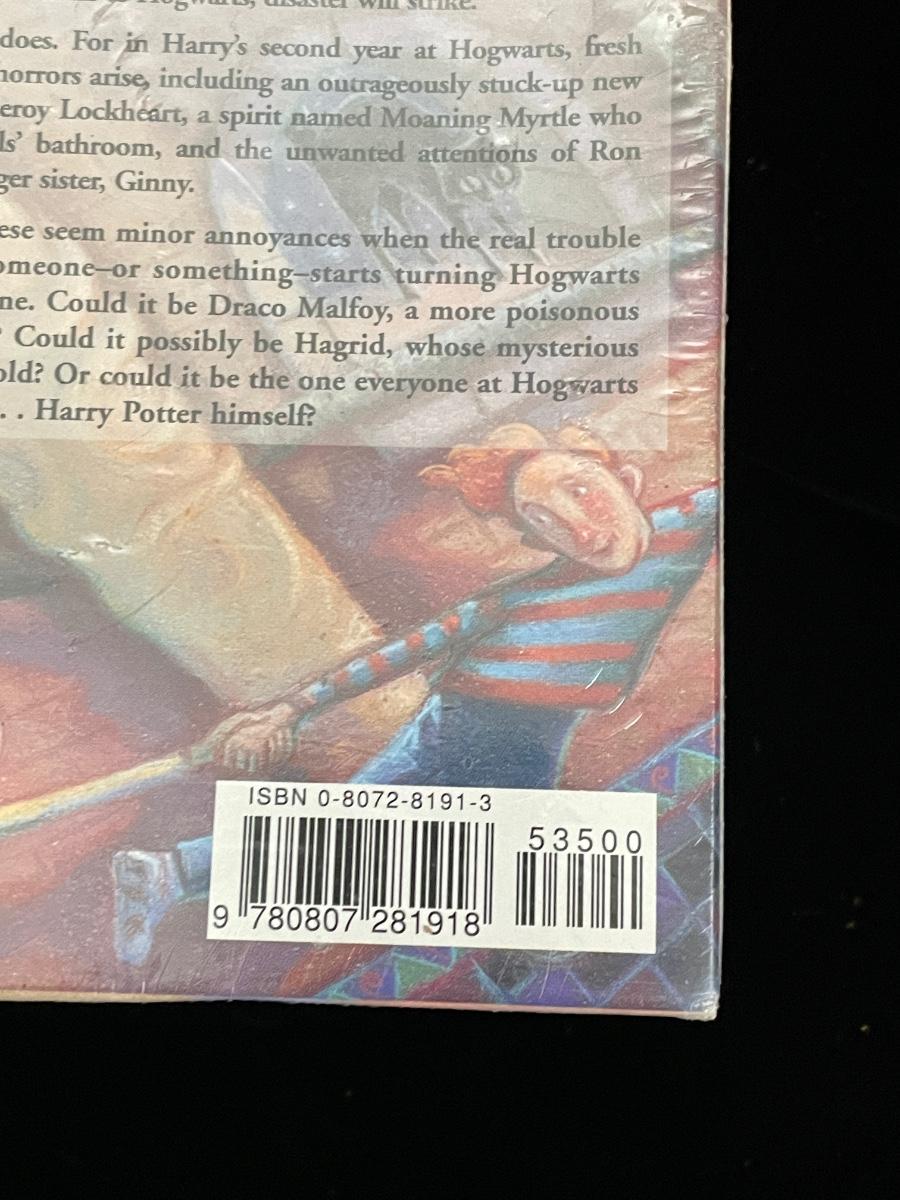 Hogwarts, disaster will strike.
does. For in Harry's second year at Hogwarts, fresh
horrors arise, including an outrageously stuck-up new
eroy Lockheart, a spirit named Moaning Myrtle who
ls' bathroom, and the unwanted attentions of Ron
ger sister, Ginny.
ese seem minor annoyances when the real trouble
omeone–or something–starts turning Hogwarts
ne. Could it be Draco Malfoy, a more poisonous
? Could it possibly be Hagrid, whose mysterious
old? Or could it be the one everyone at Hogwarts
. . Harry Potter himself?
ISBN 0-8072-8191-3
53500
9 780807 281918